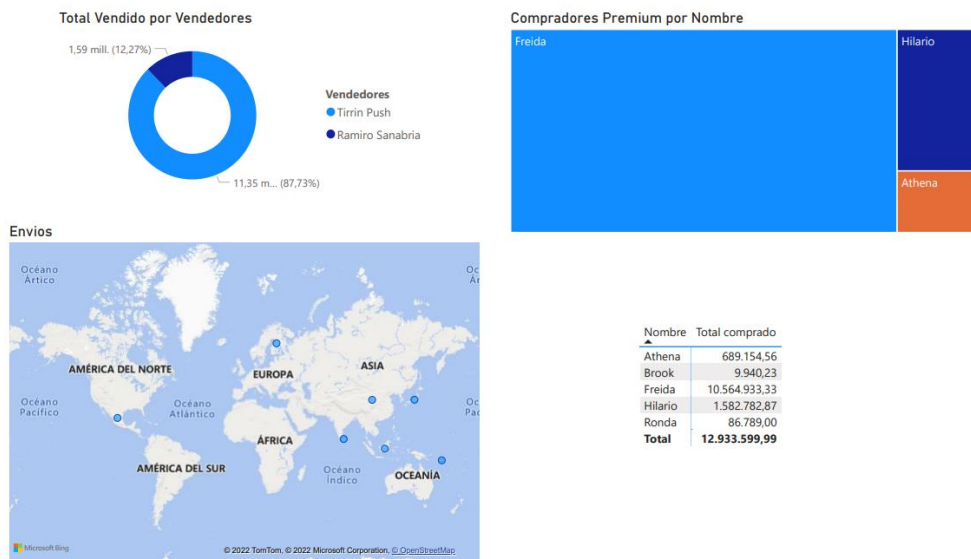 Total Vendido por Vendedores
1,59 mill. (12,27%)
Vendedores
Tirrin Push
Ramiro Sanabria
11,35 m... (87,73%)
Compradores Premium por Nombre
Freida
Hilario
Athena
Envios
Océano
Ártico
Oc
Ár
AMÉRICA DEL NORTE
EUROPA
ASIA
Océano
Pacífico
Océano
Atlántico
Oc
Pac
ÁFRICA
AMÉRICA DEL SUR
Océano
Índico
OCEANÍA
Microsoft Bing
© 2022 TomTom, © 2022 Microsoft Corporation, © OpenStreetMap
Nombre Total comprado
Athena 689.154,56
Brook 9.940,23
Freida 10.564.933,33
Hilario 1.582.782,87
Ronda 86.789,00
Total 12.933.599,99